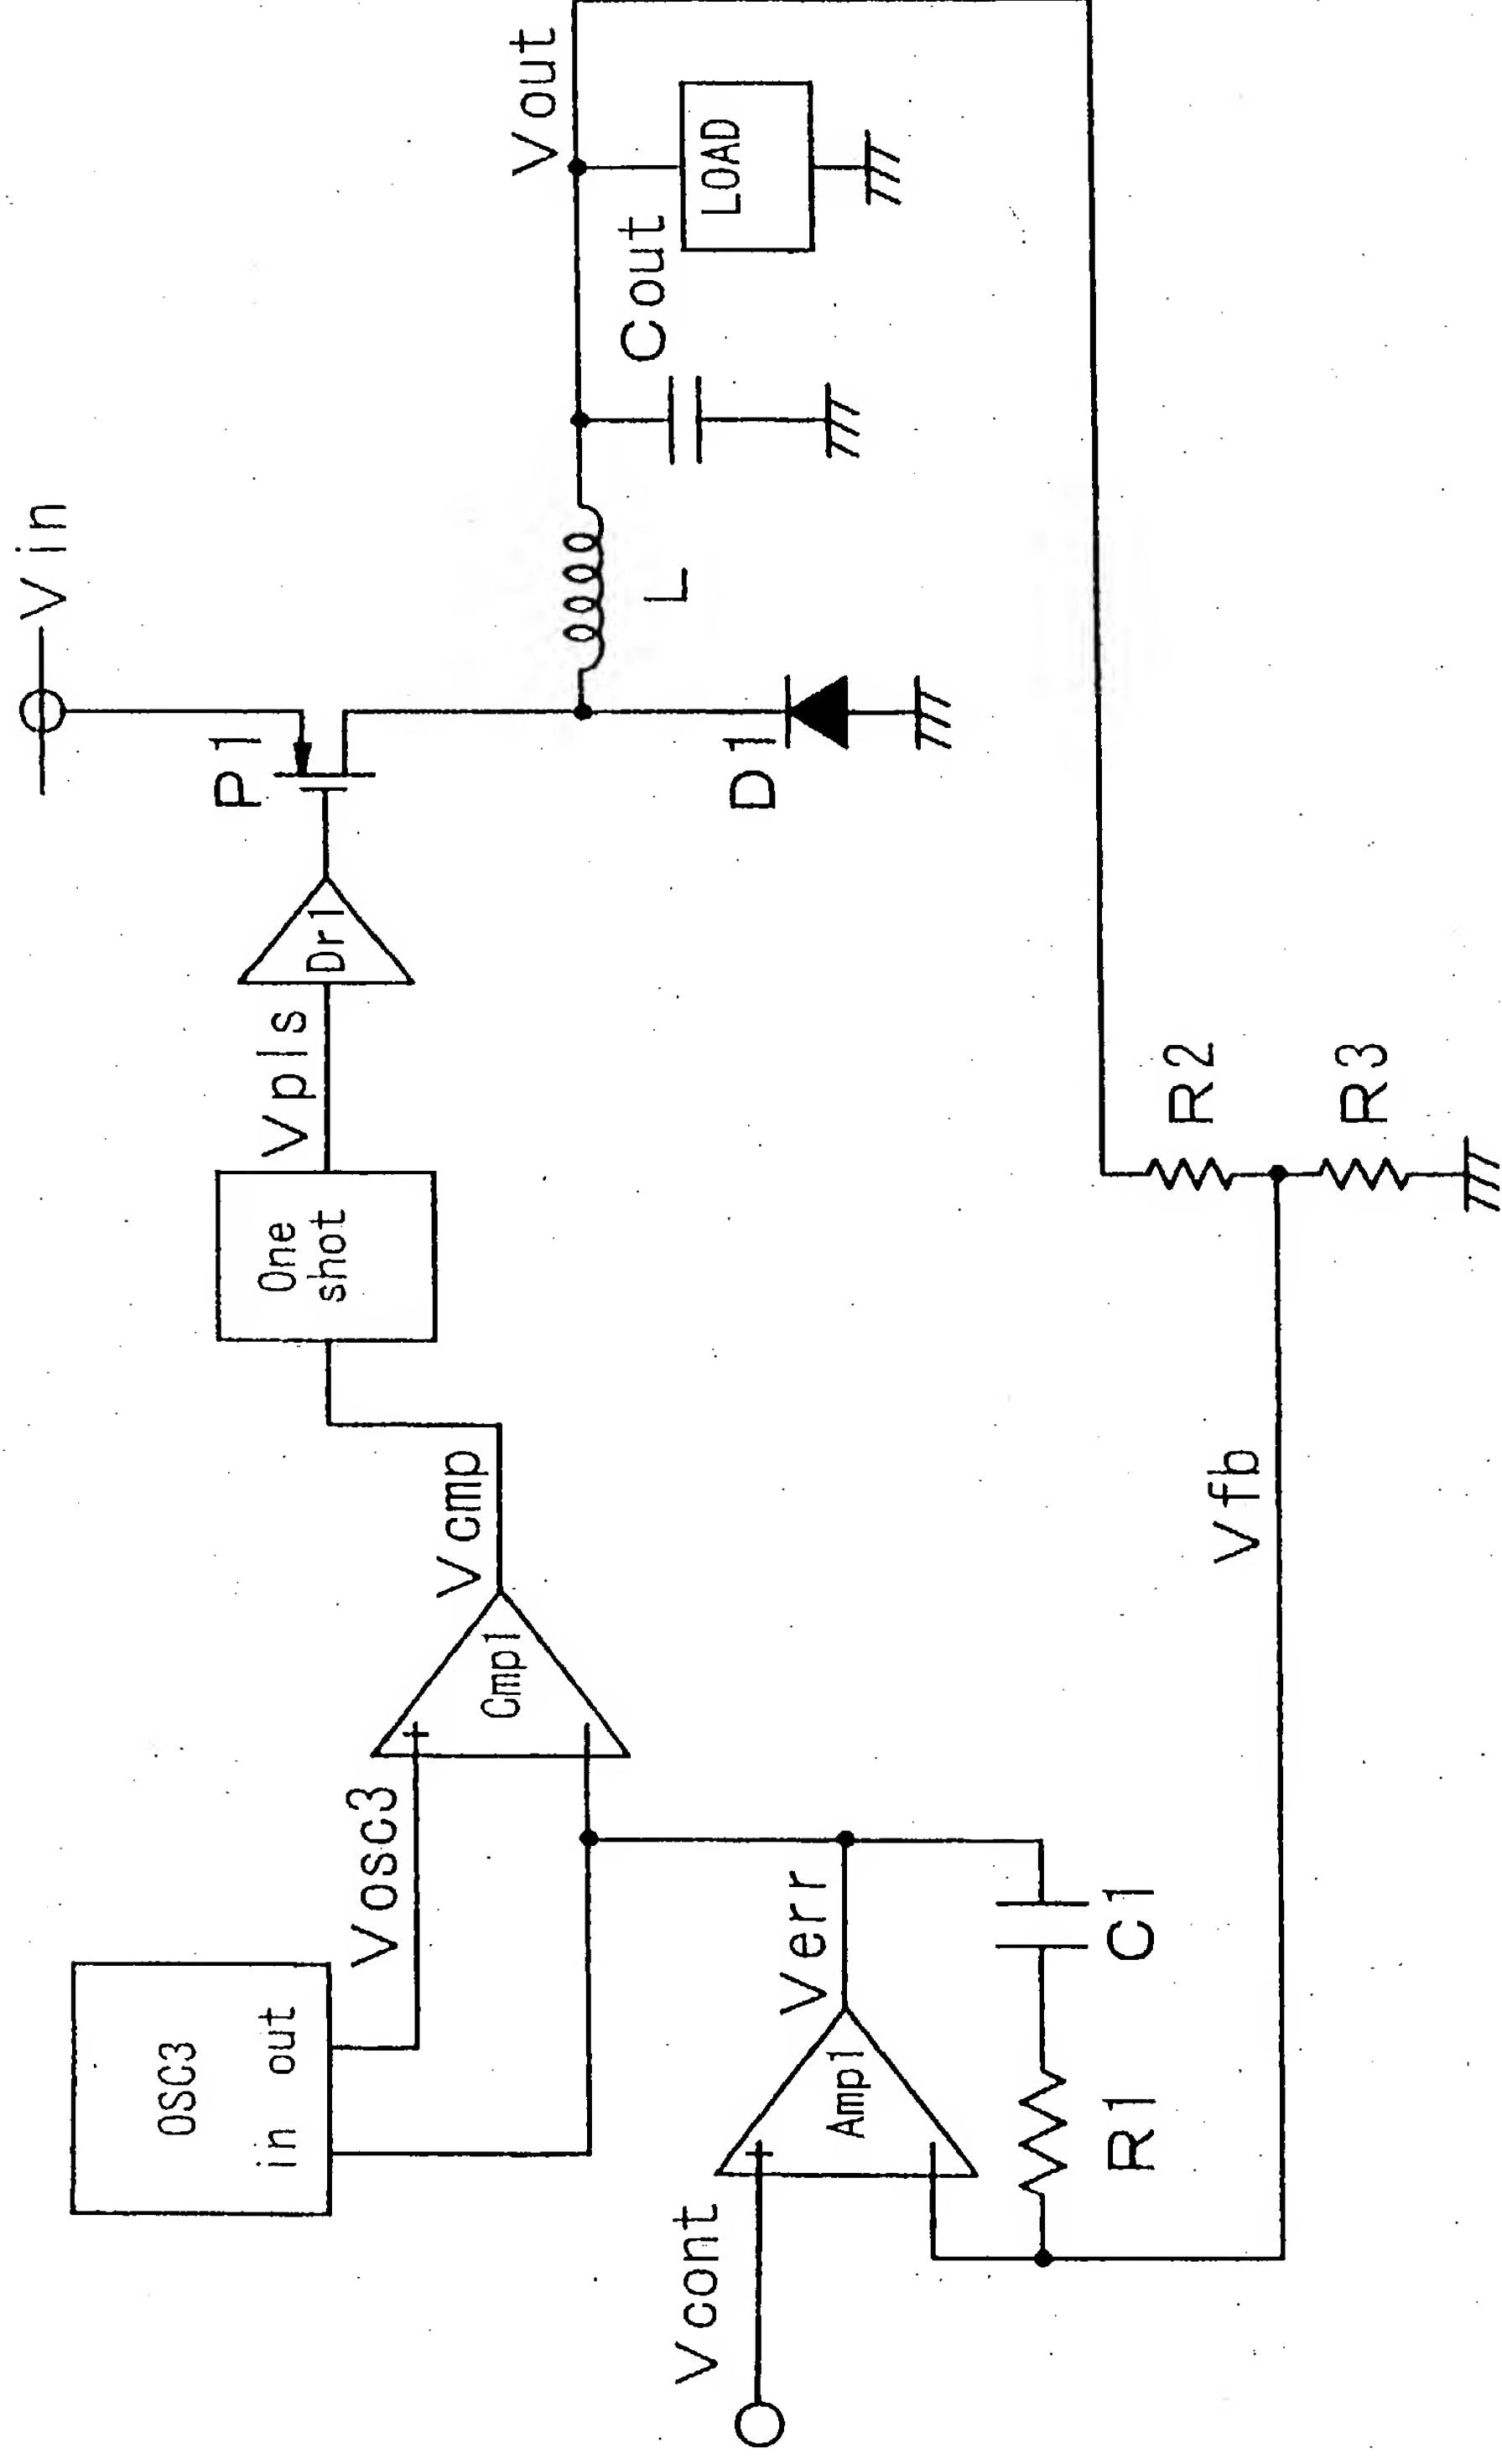 Vin
P1
Vout
Dr1
Vpls
One
shot
L
Cout
LOAD
D1
Vcmp
Cmp1
+
Vosc3
OSC3
in out
Verr
Amp1
+
Vcont
C1
R1
Vfb
R2
R3